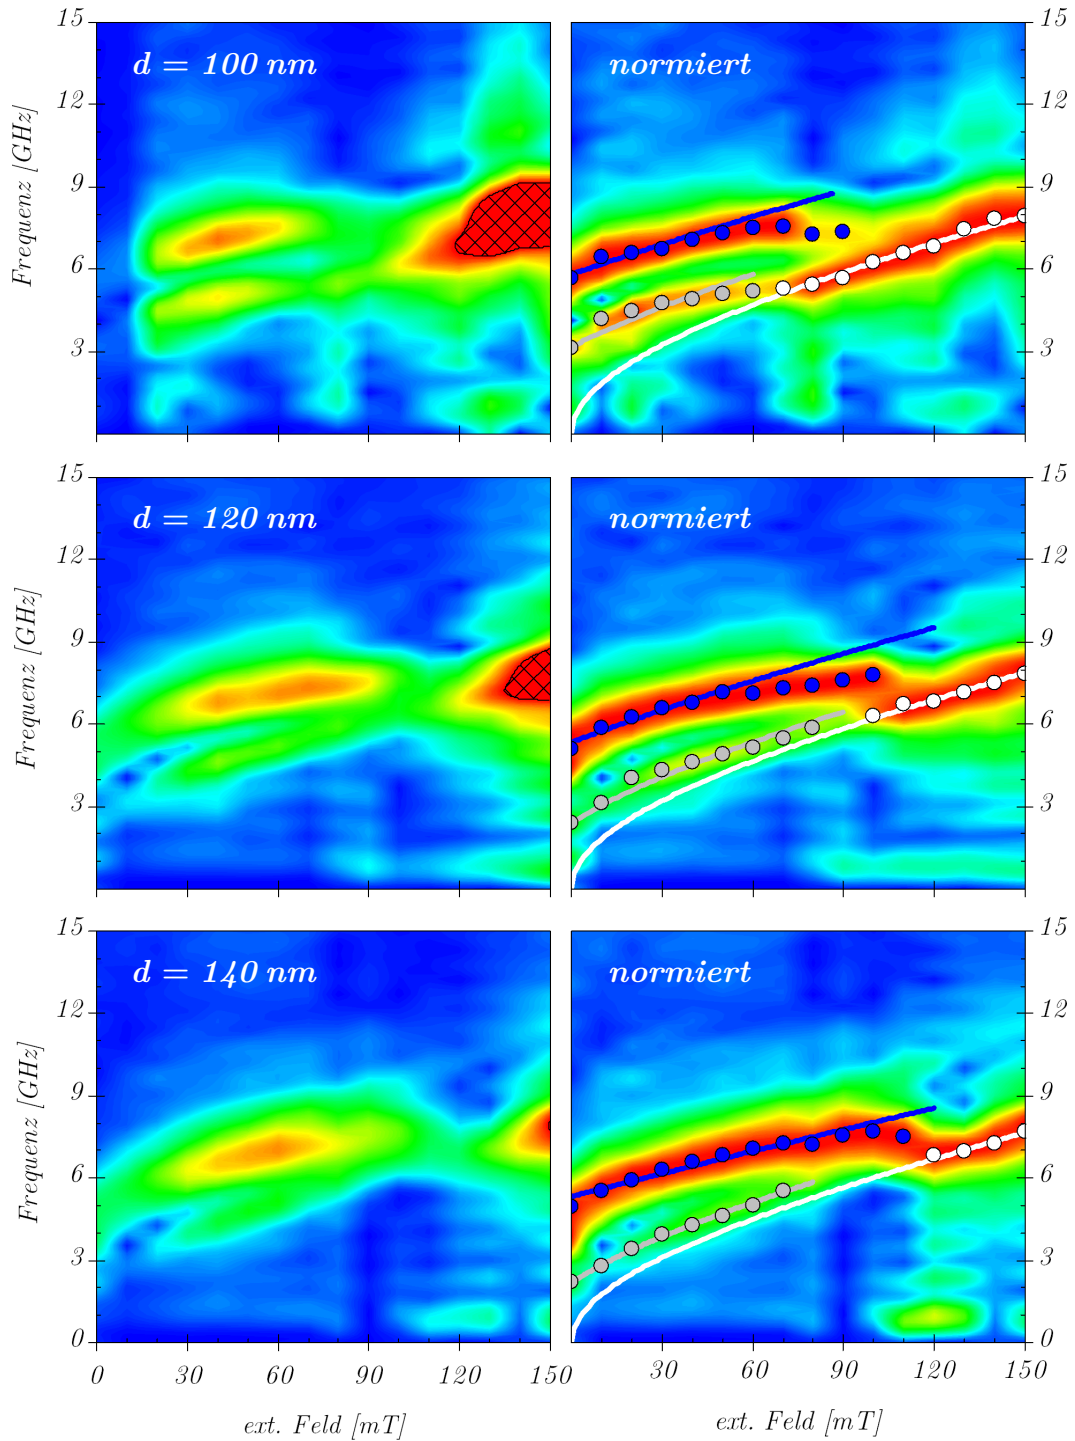 15
12
9
6
3
Frequenz [GHz]
d = 100 nm
normiert
15
12
9
6
3
15
12
9
6
3
Frequenz [GHz]
d = 120 nm
normiert
15
12
9
6
3
15
12
9
6
3
0
Frequenz [GHz]
d = 140 nm
normiert
15
12
9
6
3
0
0 30 60 90 120 150
30 60 90 120 150
ext. Feld [mT]
ext. Feld [mT]